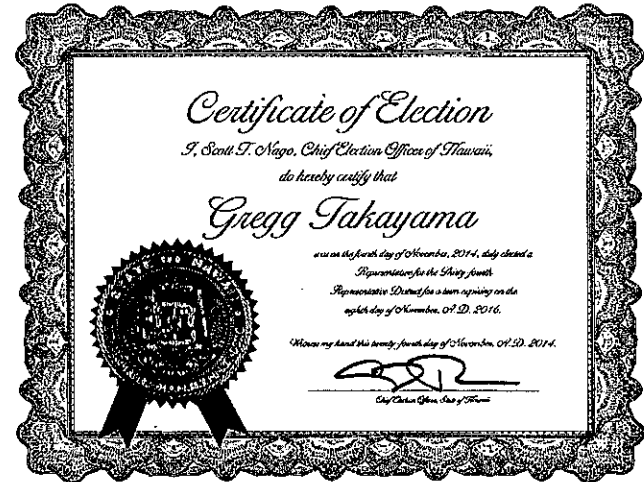 Certificate of Election
I, Scott T. Nago, Chief Election Officer of Hawaii,
do hereby certify that
Gregg Takayama
was on the fourth day of November, 2014, duly elected a
Representative for the Thirty-fourth
Representative District for a term expiring on the
eighth day of November, A.D. 2016.
Witness my hand this twenty-fourth day of November, A.D. 2014.
Chief Election Officer, State of Hawaii
STATE OF HAWAII